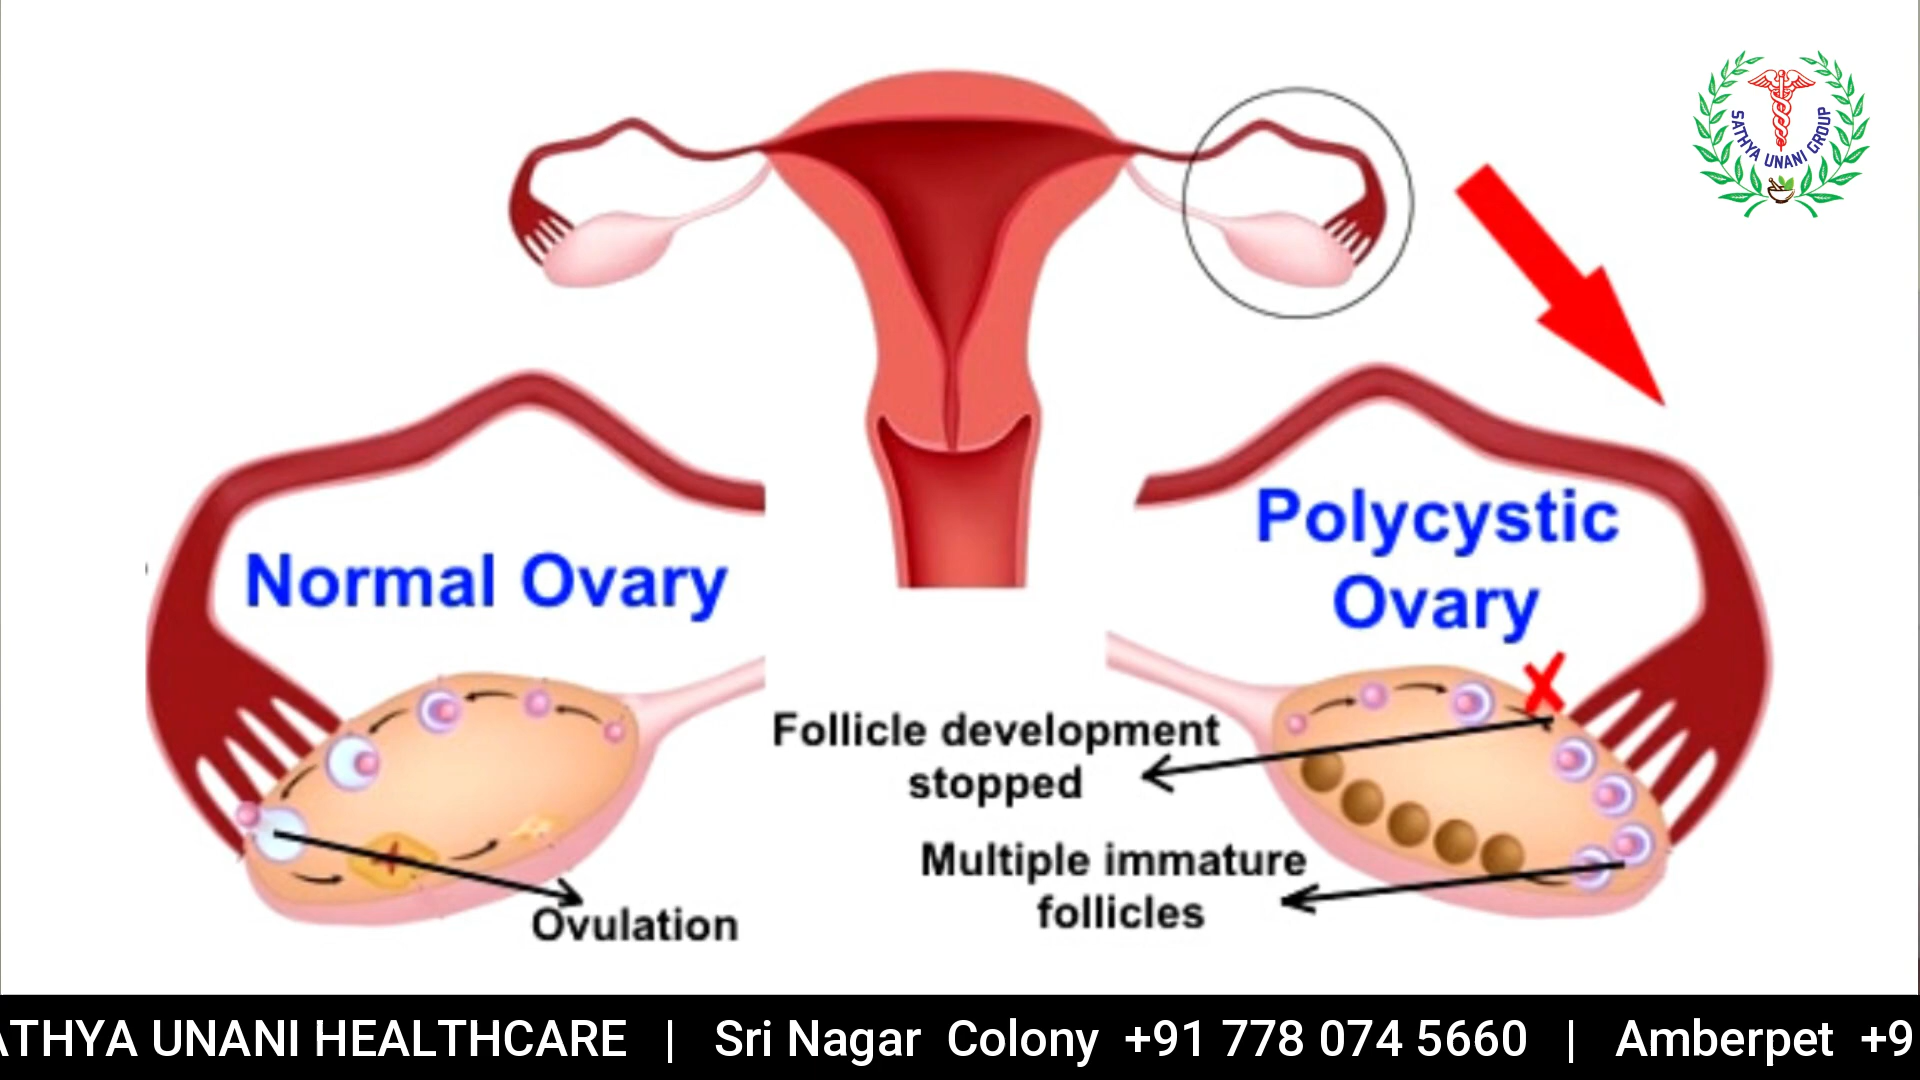 SATHYA UNANI GROUP
Normal Ovary
Polycystic
Ovary
Follicle development
stopped
Multiple immature
follicles
Ovulation
ATHYA UNANI HEALTHCARE | Sri Nagar Colony +91 778 074 5660 | Amberpet +9